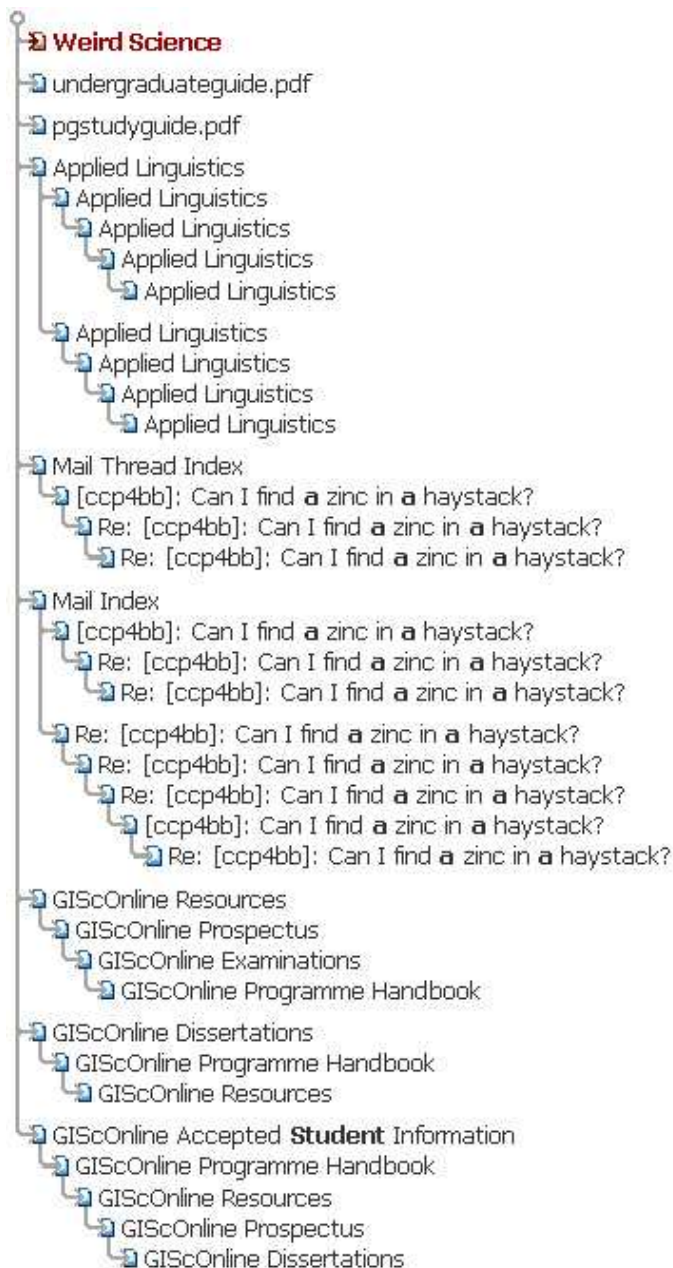 Weird Science
undergraduateguide.pdf
pgstudyguide.pdf
Applied Linguistics
Applied Linguistics
Applied Linguistics
Applied Linguistics
Applied Linguistics
Applied Linguistics
Applied Linguistics
Applied Linguistics
Applied Linguistics
Mail Thread Index
[ccp4bb]: Can I find a zinc in a haystack?
Re: [ccp4bb]: Can I find a zinc in a haystack?
Re: [ccp4bb]: Can I find a zinc in a haystack?
Mail Index
[ccp4bb]: Can I find a zinc in a haystack?
Re: [ccp4bb]: Can I find a zinc in a haystack?
Re: [ccp4bb]: Can I find a zinc in a haystack?
Re: [ccp4bb]: Can I find a zinc in a haystack?
Re: [ccp4bb]: Can I find a zinc in a haystack?
Re: [ccp4bb]: Can I find a zinc in a haystack?
[ccp4bb]: Can I find a zinc in a haystack?
Re: [ccp4bb]: Can I find a zinc in a haystack?
GIScOnline Resources
GIScOnline Prospectus
GIScOnline Examinations
GIScOnline Programme Handbook
GIScOnline Dissertations
GIScOnline Programme Handbook
GIScOnline Resources
GIScOnline Accepted Student Information
GIScOnline Programme Handbook
GIScOnline Resources
GIScOnline Prospectus
GIScOnline Dissertations